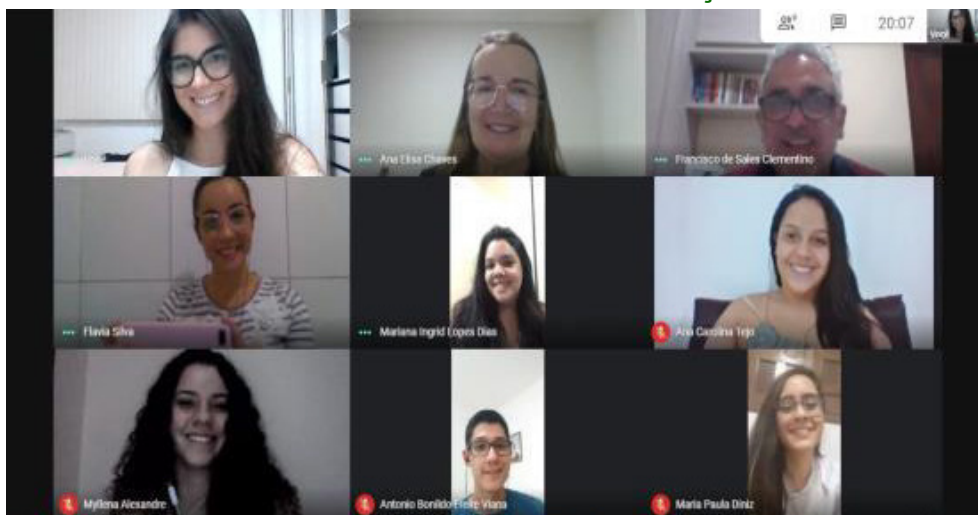 20:07
Você
Ana Elisa Chaves
Francisco de Sales Clementino
Flavia Silva
Mariana Ingrid Lopes Dias
Ana Carolina Tejo
Myllena Alexandre
Antonio Bonildo Freire Viana
Maria Paula Diniz